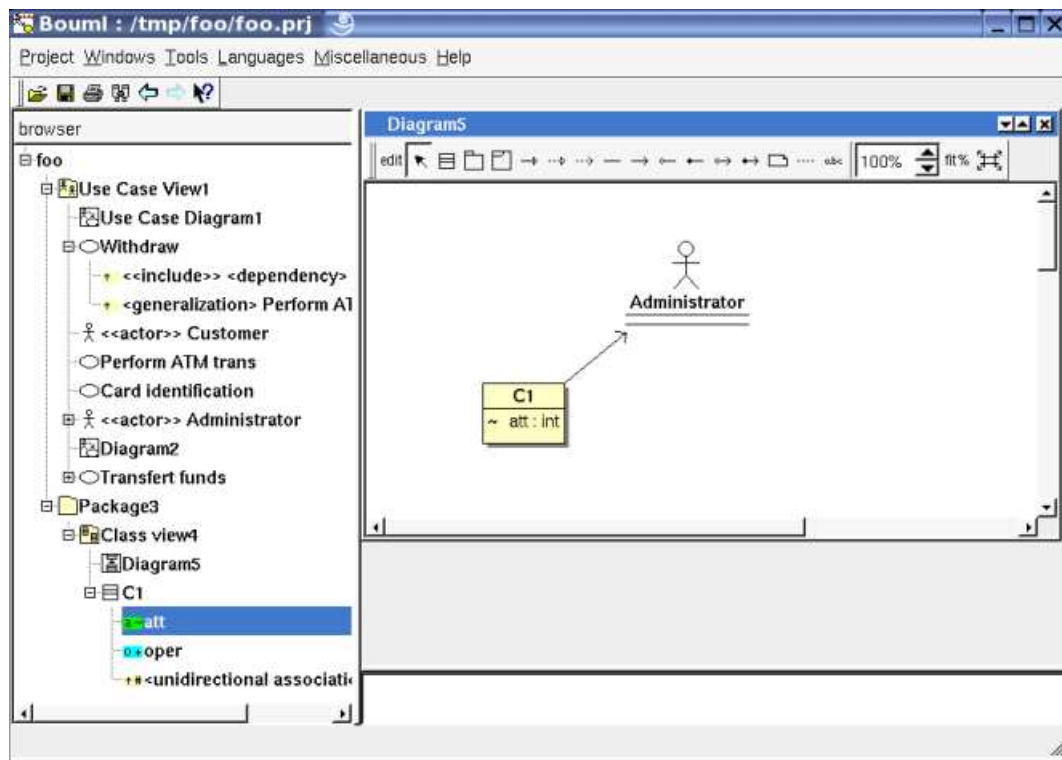 Bouml : /tmp/foo/foo.prj
Project Windows Tools Languages Miscellaneous Help
browser
foo
Use Case View1
Use Case Diagram1
Withdraw
<<include>> <dependency>
<generalization> Perform AT
<<actor>> Customer
Perform ATM trans
Card identification
<<actor>> Administrator
Diagram2
Transfert funds
Package3
Class view4
Diagram5
C1
att
oper
<unidirectional associati
Diagram5
edit abc 100% fit%
Administrator
C1
~ att : int